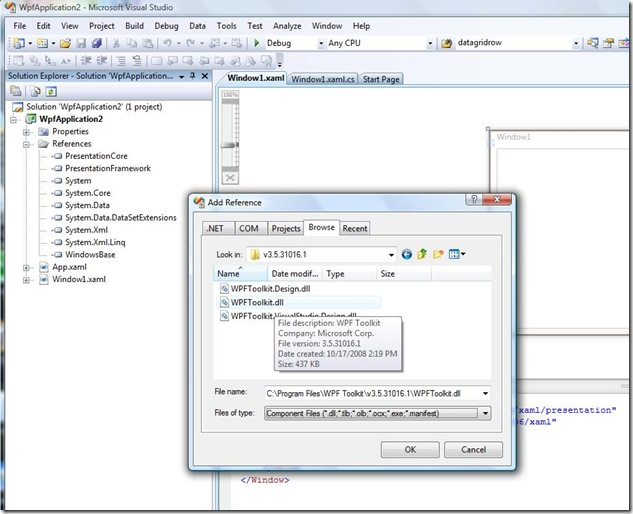 WpfApplication2 - Microsoft Visual Studio
File Edit View Project Build Debug Data Tools Test Analyze Window Help
Debug Any CPU datagridrow
Solution Explorer - Solution 'WpfApplication...
Window1.xaml Window1.xaml.cs Start Page
100%
Solution 'WpfApplication2' (1 project)
WpfApplication2
Properties
References
PresentationCore
PresentationFramework
System
System.Core
System.Data
System.Data.DataSetExtensions
System.Xml
System.Xml.Linq
WindowsBase
App.xaml
Window1.xaml
Window1
Add Reference
.NET COM Projects Browse Recent
Look in: v3.5.31016.1
Name Date modif... Type Size
WPFToolkit.Design.dll
WPFToolkit.dll
WPFToolkit.VisualStudio.Design.dll
File description: WPF Toolkit
Company: Microsoft Corp.
File version: 3.5.31016.1
Date created: 10/17/2008 2:19 PM
Size: 437 KB
File name: C:\Program Files\WPF Toolkit\v3.5.31016.1\WPFToolkit.dll
Files of type: Component Files (*.dll;*.tlb;*.olb;*.ocx;*.exe;*.manifest)
OK Cancel
/xaml/presentation"
6/xaml"
</Window>